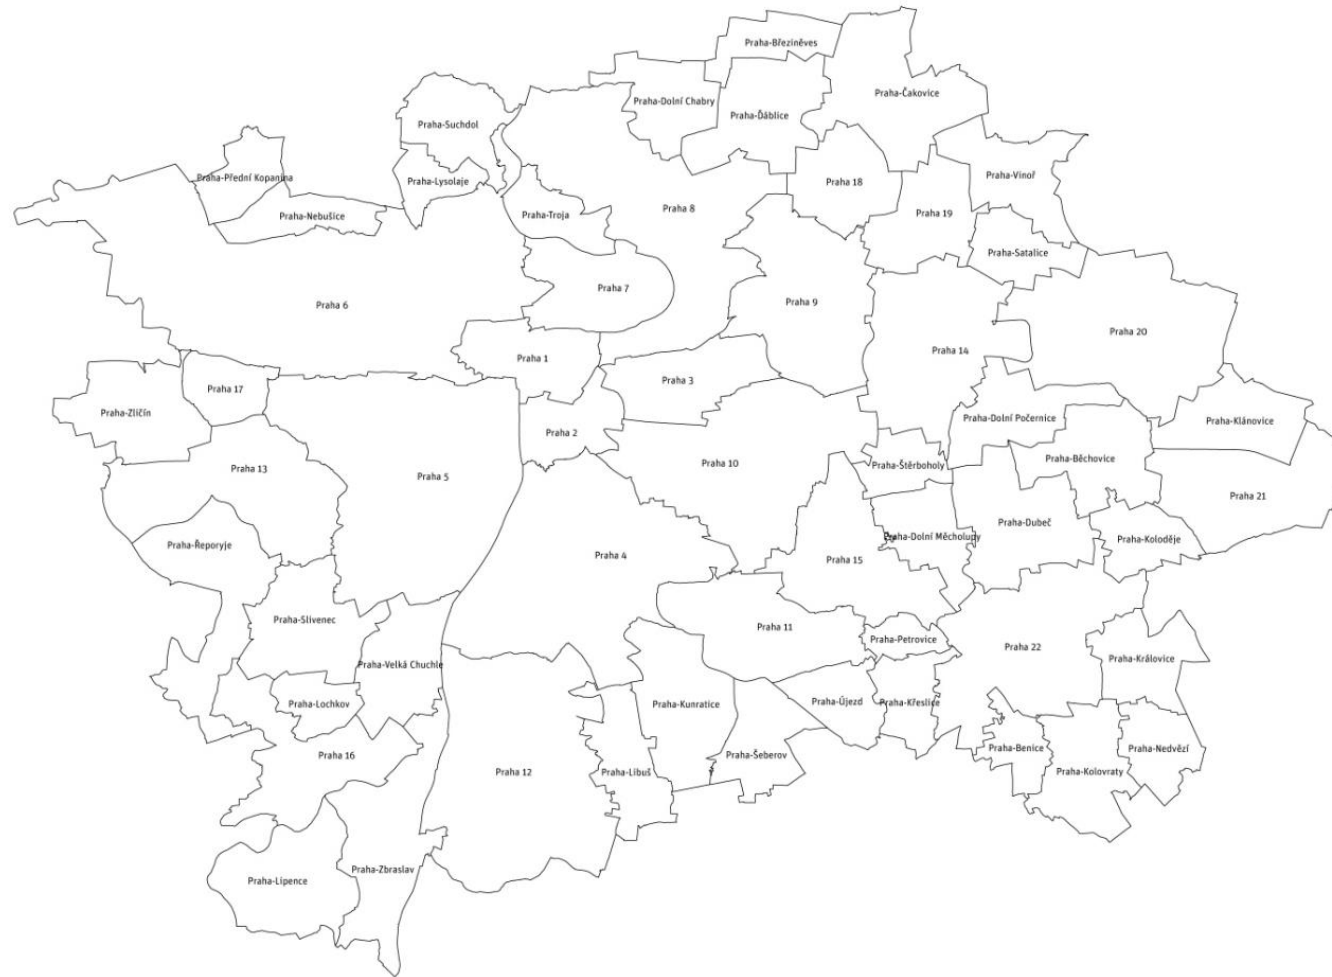 Praha-Březiněves
Praha-Čakovice
Praha-Dolní Chabry
Praha-Ďáblice
Praha-Suchdol
Praha-Vinoř
Praha-Přední Kopanina
Praha-Lysolaje
Praha 18
Praha 8
Praha 19
Praha-Nebušice
Praha-Troja
Praha-Satalice
Praha 7
Praha 9
Praha 6
Praha 20
Praha 14
Praha 1
Praha 3
Praha 17
Praha-Zličín
Praha-Dolní Počernice
Praha-Klánovice
Praha 2
Praha-Běchovice
Praha 10
Praha-Štěrboholy
Praha 13
Praha 5
Praha 21
Praha-Dubeč
Praha-Dolní Měcholupy
Praha-Koloděje
Praha-Řeporyje
Praha 4
Praha 15
Praha-Slivenec
Praha 11
Praha-Petrovice
Praha 22
Praha-Královice
Praha-Velká Chuchle
Praha-Lochkov
Praha-Kunratice
Praha-Újezd
Praha-Křeslice
Praha-Benice
Praha-Nedvězí
Praha 16
Praha-Šeberov
Praha 12
Praha-Libuš
Praha-Kolovraty
Praha-Zbraslav
Praha-Lipence